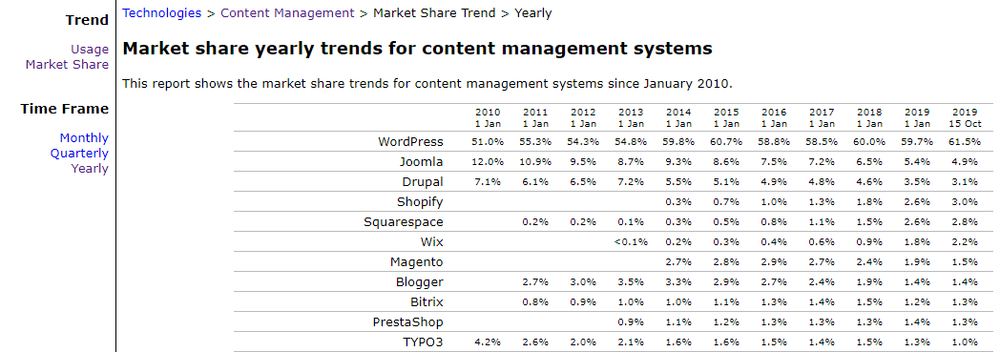 Trend
Usage
Market Share
Time Frame
Monthly
Quarterly
Yearly
Technologies > Content Management > Market Share Trend > Yearly
Market share yearly trends for content management systems
This report shows the market share trends for content management systems since January 2010.
2010 2011 2012 2013 2014 2015 2016 2017 2018 2019 2019
1 Jan 1 Jan 1 Jan 1 Jan 1 Jan 1 Jan 1 Jan 1 Jan 1 Jan 1 Jan 15 Oct
WordPress 51.0% 55.3% 54.3% 54.8% 59.8% 60.7% 58.8% 58.5% 60.0% 59.7% 61.5%
Joomla 12.0% 10.9% 9.5% 8.7% 9.3% 8.6% 7.5% 7.2% 6.5% 5.4% 4.9%
Drupal 7.1% 6.1% 6.5% 7.2% 5.5% 5.1% 4.9% 4.8% 4.6% 3.5% 3.1%
Shopify 0.3% 0.7% 1.0% 1.3% 1.8% 2.6% 3.0%
Squarespace 0.2% 0.2% 0.1% 0.3% 0.5% 0.8% 1.1% 1.5% 2.6% 2.8%
Wix <0.1% 0.2% 0.3% 0.4% 0.6% 0.9% 1.8% 2.2%
Magento 2.7% 2.8% 2.9% 2.7% 2.4% 1.9% 1.5%
Blogger 2.7% 3.0% 3.5% 3.3% 2.9% 2.7% 2.4% 1.9% 1.4% 1.4%
Bitrix 0.8% 0.9% 1.0% 1.0% 1.1% 1.3% 1.4% 1.5% 1.2% 1.3%
PrestaShop 0.9% 1.1% 1.2% 1.3% 1.3% 1.3% 1.4% 1.3%
TYPO3 4.2% 2.6% 2.0% 2.1% 1.6% 1.6% 1.5% 1.4% 1.5% 1.3% 1.0%